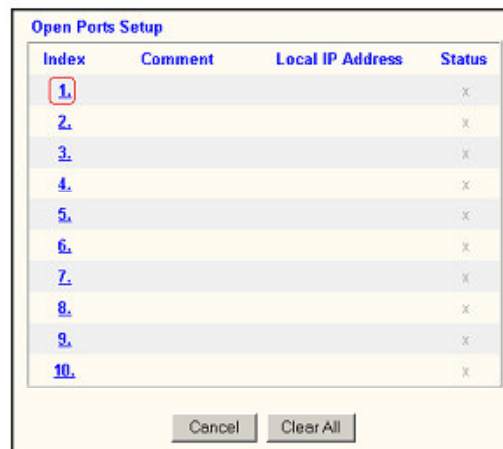 Open Ports Setup
Index Comment Local IP Address Status
1. x
2. x
3. x
4. x
5. x
6. x
7. x
8. x
9. x
10. x
Cancel Clear All